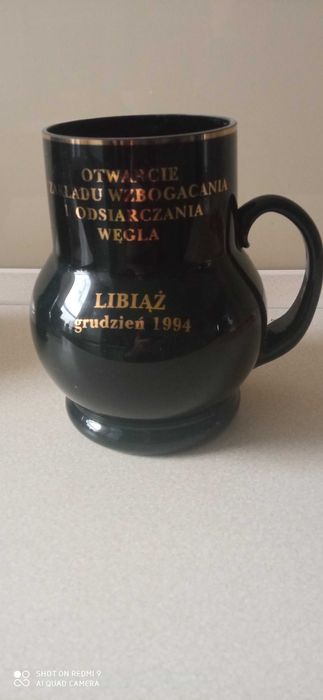 OTWARCIE
ZAKŁADU WZBOGACANIA
I ODSIARCZANIA
WĘGLA
LIBIĄŻ
grudzień 1994
SHOT ON REDMI 9
AI QUAD CAMERA